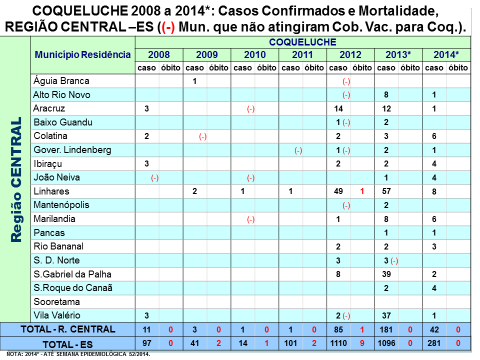 COQUELUCHE 2008 a 2014*: Casos Confirmados e Mortalidade,
REGIÃO CENTRAL –ES ((-) Mun. que não atingiram Cob. Vac. para Coq.).
COQUELUCHE
Município Residência 2008 2009 2010 2011 2012 2013* 2014*
caso óbito caso óbito caso óbito caso óbito caso óbito caso óbito caso óbito
Região CENTRAL
Águia Branca 1 (-)
Alto Rio Novo (-) 8 1
Aracruz 3 (-) 14 12 1
Baixo Guandu 1 (-) 2
Colatina 2 (-) 2 3 6
Gover. Lindenberg (-) 1 (-) 2 1
Ibiraçu 3 2 2 4
João Neiva (-) (-) 1 4
Linhares 2 1 1 49 1 57 8
Mantenópolis (-) 2
Marilandia (-) 1 8 6
Pancas 1 1
Rio Bananal 2 2 3
S. D. Norte 3 3 (-)
S.Gabriel da Palha 8 39 2
S.Roque do Canaã 2 4
Sooretama
Vila Valério 3 2 (-) 37 1
TOTAL - R. CENTRAL 11 0 3 0 1 0 1 0 85 1 181 0 42 0
TOTAL -ES 97 0 41 2 14 1 101 2 1110 9 1096 0 281 0
NOTA: 2014* - ATÉ SEMANA EPIDEMIOLÓGICA 52/2014.